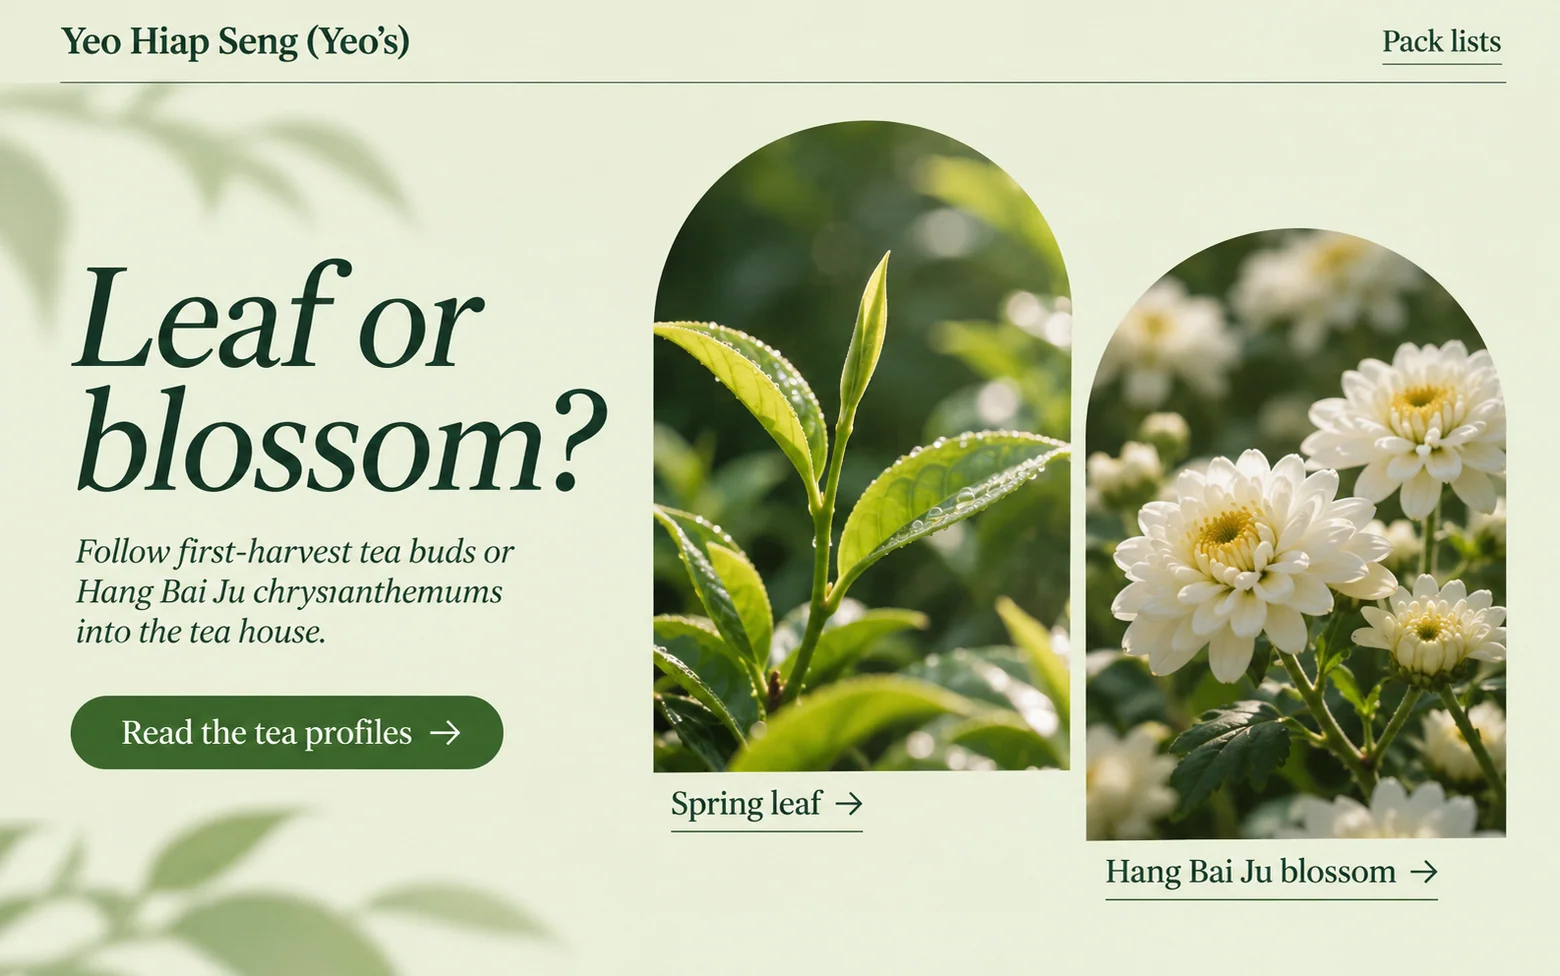 Yeo Hiap Seng (Yeo's)
Pack lists
Leaf or
blossom?
Follow first-harvest tea buds or
Hang Bai Ju chrysıanthemums
into the tea house.
Read the tea profiles →
Spring leaf →
Hang Bai Ju blossom →